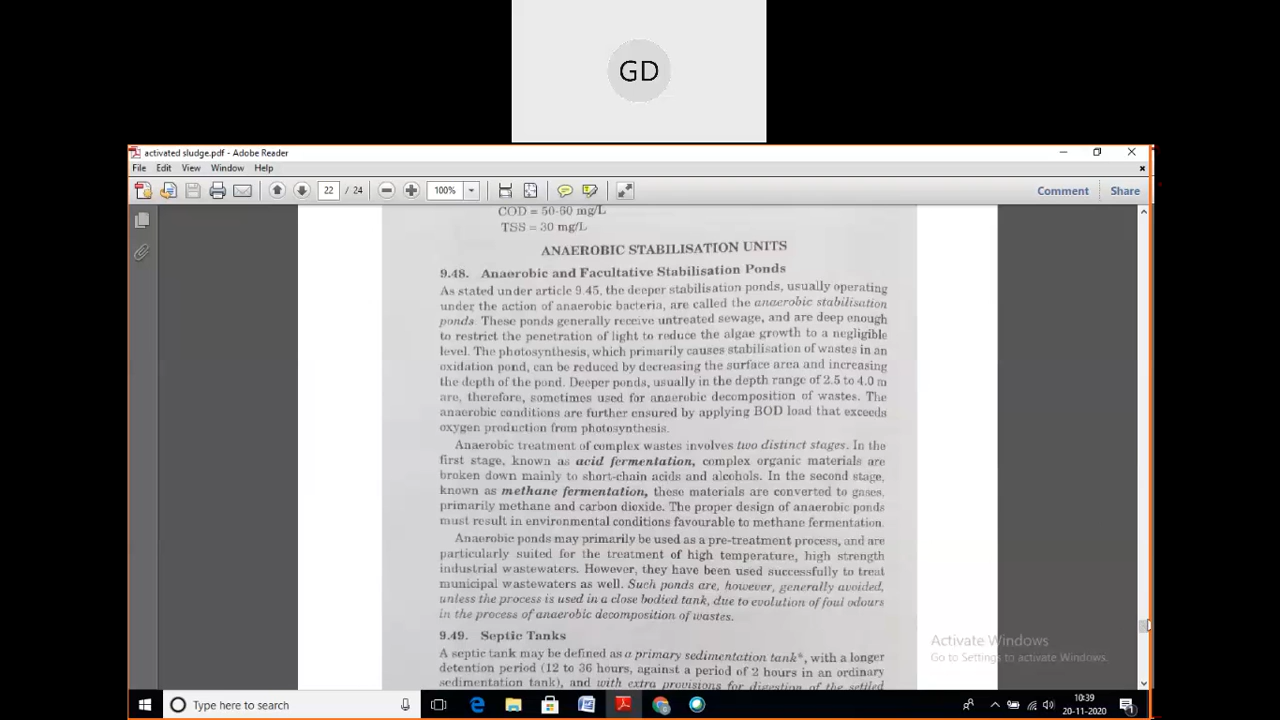 GD
activated sludge.pdf - Adobe Reader
File Edit View Window Help
22 / 24 100% Comment Share
COD = 50-60 mg/L
TSS = 30 mg/L
ANAEROBIC STABILISATION UNITS
9.48. Anaerobic and Facultative Stabilisation Ponds
As stated under article 9.45, the deeper stabilisation ponds, usually operating
under the action of anaerobic bacteria, are called the anaerobic stabilisation
ponds. These ponds generally receive untreated sewage, and are deep enough
to restrict the penetration of light to reduce the algae growth to a negligible
level. The photosynthesis, which primarily causes stabilisation of wastes in an
oxidation pond, can be reduced by decreasing the surface area and increasing
the depth of the pond. Deeper ponds, usually in the depth range of 2.5 to 4.0 m
are, therefore, sometimes used for anaerobic decomposition of wastes. The
anaerobic conditions are further ensured by applying BOD load that exceeds
oxygen production from photosynthesis.
Anaerobic treatment of complex wastes involves two distinct stages. In the
first stage, known as acid fermentation, complex organic materials are
broken down mainly to short-chain acids and alcohols. In the second stage,
known as methane fermentation, these materials are converted to gases,
primarily methane and carbon dioxide. The proper design of anaerobic ponds
must result in environmental conditions favourable to methane fermentation.
Anaerobic ponds may primarily be used as a pre-treatment process, and are
particularly suited for the treatment of high temperature, high strength
industrial wastewaters. However, they have been used successfully to treat
municipal wastewaters as well. Such ponds are, however, generally avoided,
unless the process is used in a close bodied tank, due to evolution of foul odours
in the process of anaerobic decomposition of wastes.
9.49. Septic Tanks
A septic tank may be defined as a primary sedimentation tank*, with a longer
detention period (12 to 36 hours, against a period of 2 hours in an ordinary
sedimentation tank), and with extra provisions for digestion of the settled
Activate Windows
Go to Settings to activate Windows.
Type here to search
10:39
20-11-2020
1